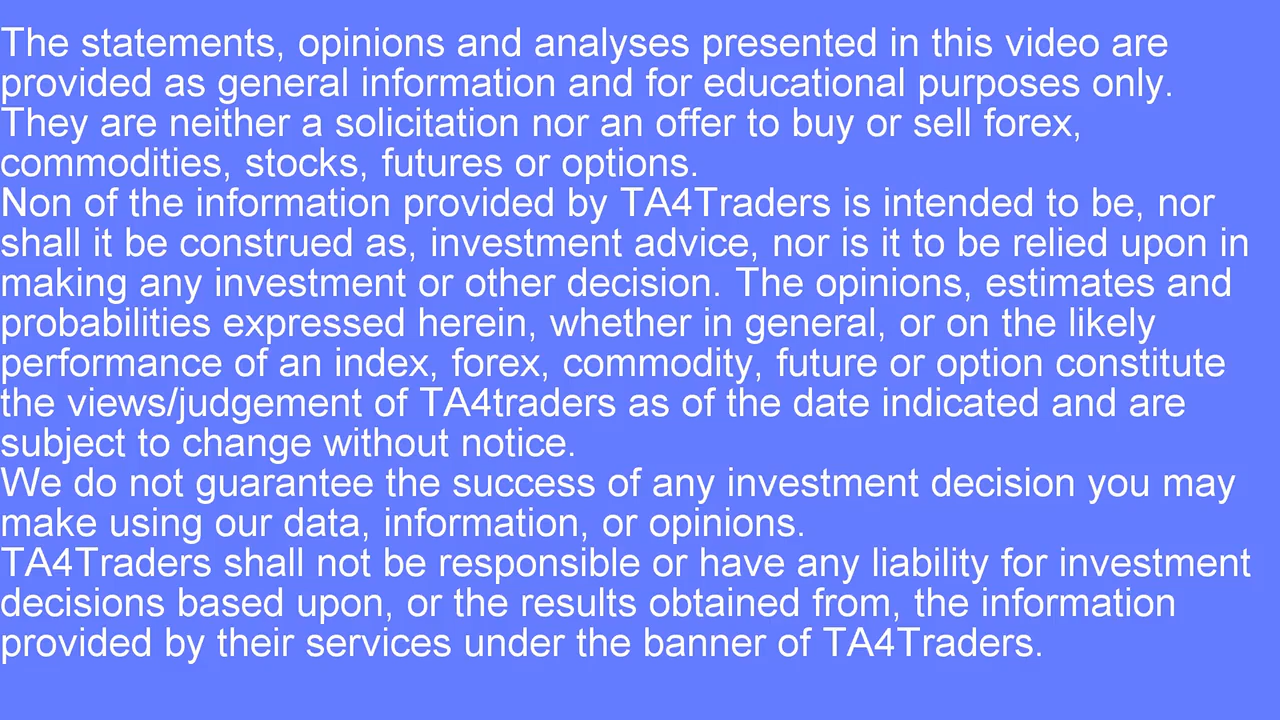 The statements, opinions and analyses presented in this video are
provided as general information and for educational purposes only.
They are neither a solicitation nor an offer to buy or sell forex,
commodities, stocks, futures or options.
Non of the information provided by TA4Traders is intended to be, nor
shall it be construed as, investment advice, nor is it to be relied upon in
making any investment or other decision. The opinions, estimates and
probabilities expressed herein, whether in general, or on the likely
performance of an index, forex, commodity, future or option constitute
the views/judgement of TA4traders as of the date indicated and are
subject to change without notice.
We do not guarantee the success of any investment decision you may
make using our data, information, or opinions.
TA4Traders shall not be responsible or have any liability for investment
decisions based upon, or the results obtained from, the information
provided by their services under the banner of TA4Traders.